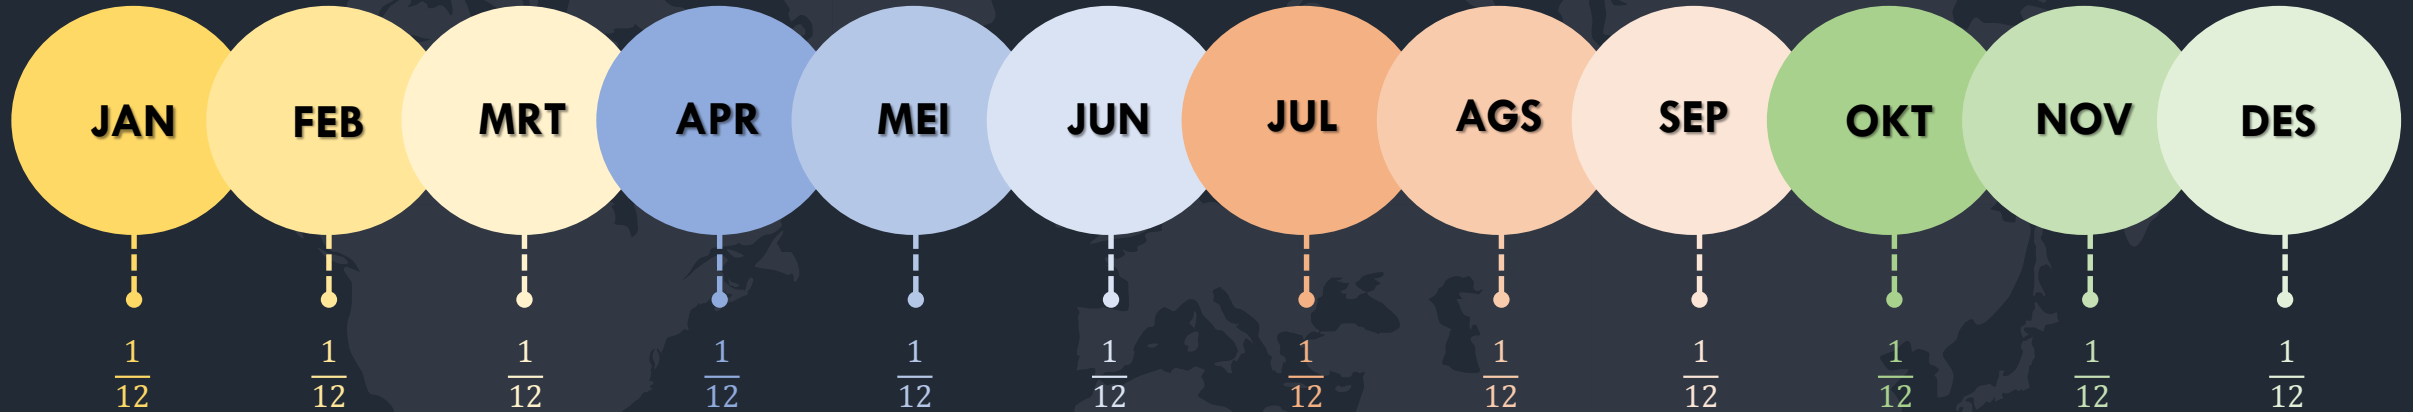 JAN FEB MRT APR MEI JUN JUL AGS SEP OKT NOV DES
1/12 1/12 1/12 1/12 1/12 1/12 1/12 1/12 1/12 1/12 1/12 1/12